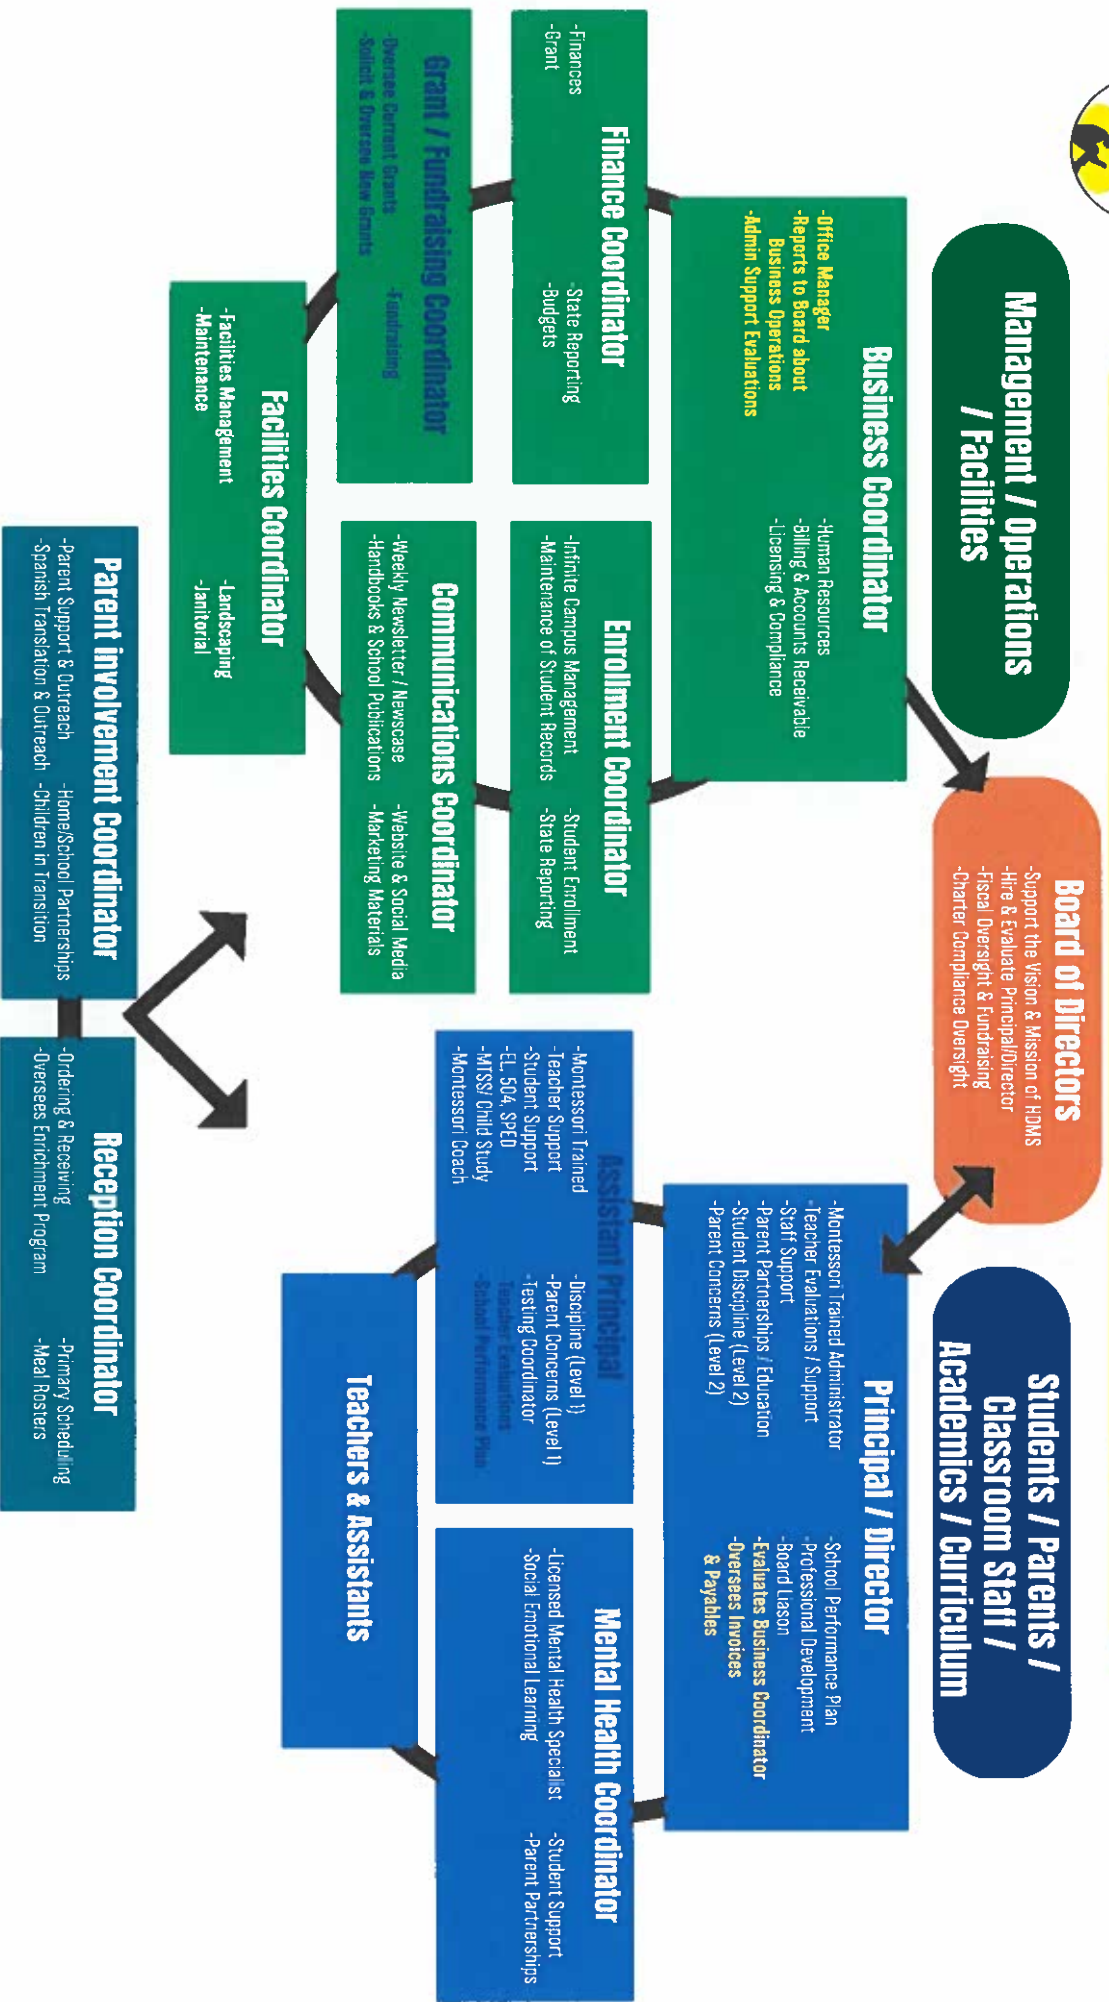 Management / Operations
/ Facilities
Board of Directors
-Support the Vision & Mission of HDMS
-Hire & Evaluate Principal/Director
-Fiscal Oversight & Fundraising
-Charter Compliance Oversight
Students / Parents /
Classroom Staff /
Academics / Curriculum
Business Coordinator
-Office Manager
-Reports to Board about
Business Operations
-Admin Support Evaluations
-Human Resources
-Billing & Accounts Receivable
-Licensing & Compliance
Finance Coordinator
-Finances
-Grant
-State Reporting
-Budgets
Enrollment Coordinator
-Infinite Campus Management
-Maintenance of Student Records
-Student Enrollment
-State Reporting
Grant / Fundraising Coordinator
-Oversee Current Grants
-Solicit & Oversee New Grants
-Fundraising
Communications Coordinator
-Weekly Newsletter / Newscase
-Handbooks & School Publications
-Website & Social Media
-Marketing Materials
Facilities Coordinator
-Facilities Management
-Maintenance
-Landscaping
-Janitorial
Principal / Director
-Montessori Trained Administrator
-Teacher Evaluations / Support
-Staff Support
-Parent Partnerships / Education
-Student Discipline (Level 2)
-Parent Concerns (Level 2)
-School Performance Plan
-Professional Development
-Board Liason
-Evaluates Business Coordinator
-Oversees Invoices
& Payables
Assistant Principal
-Montessori Trained
-Teacher Support
-Student Support
-EL, 504, SPED
-MTSS/ Child Study
-Montessori Coach
-Discipline (Level 1)
-Parent Concerns (Level 1)
-Testing Coordinator
Teacher Evaluations
-School Performance Plan
Mental Health Coordinator
-Licensed Mental Health Specialist
-Social Emotional Learning
-Student Support
-Parent Partnerships
Teachers & Assistants
Parent involvement Coordinator
-Parent Support & Outreach
-Spanish Translation & Outreach
-Home/School Partnerships
-Children in Transition
Reception Coordinator
-Ordering & Receiving
-Oversees Enrichment Program
-Primary Scheduling
-Meal Rosters